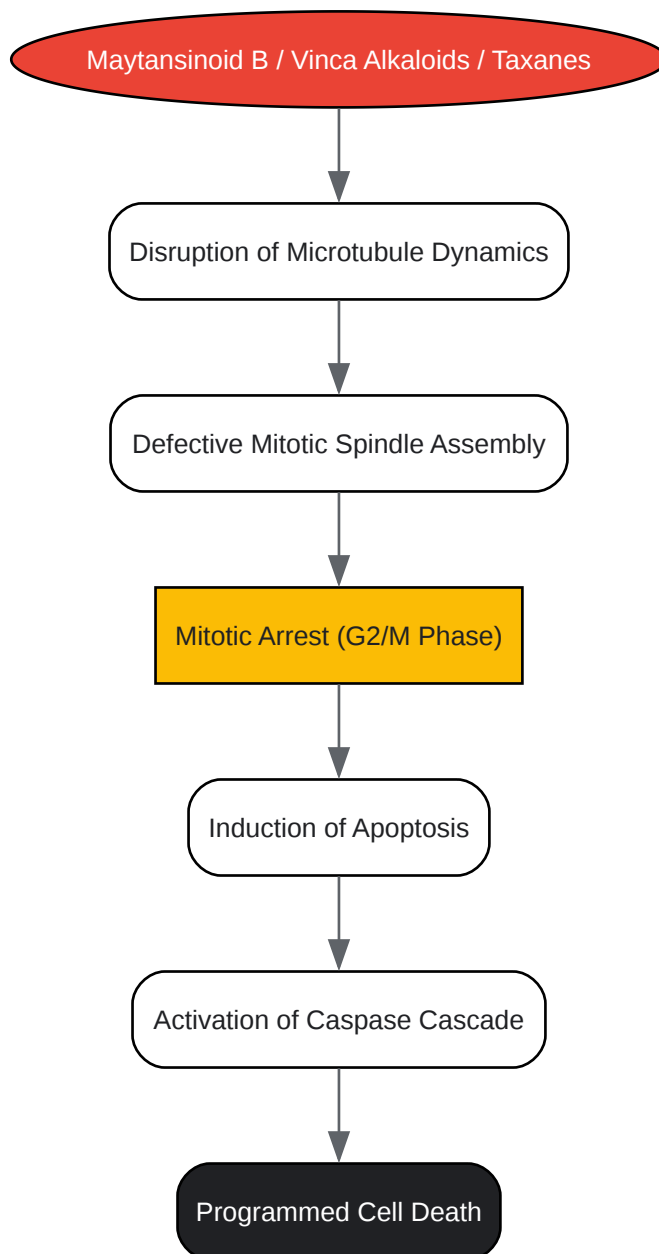 Maytansinoid B / Vinca Alkaloids / Taxanes
Disruption of Microtubule Dynamics
Defective Mitotic Spindle Assembly
Mitotic Arrest (G2/M Phase)
Induction of Apoptosis
Activation of Caspase Cascade
Programmed Cell Death